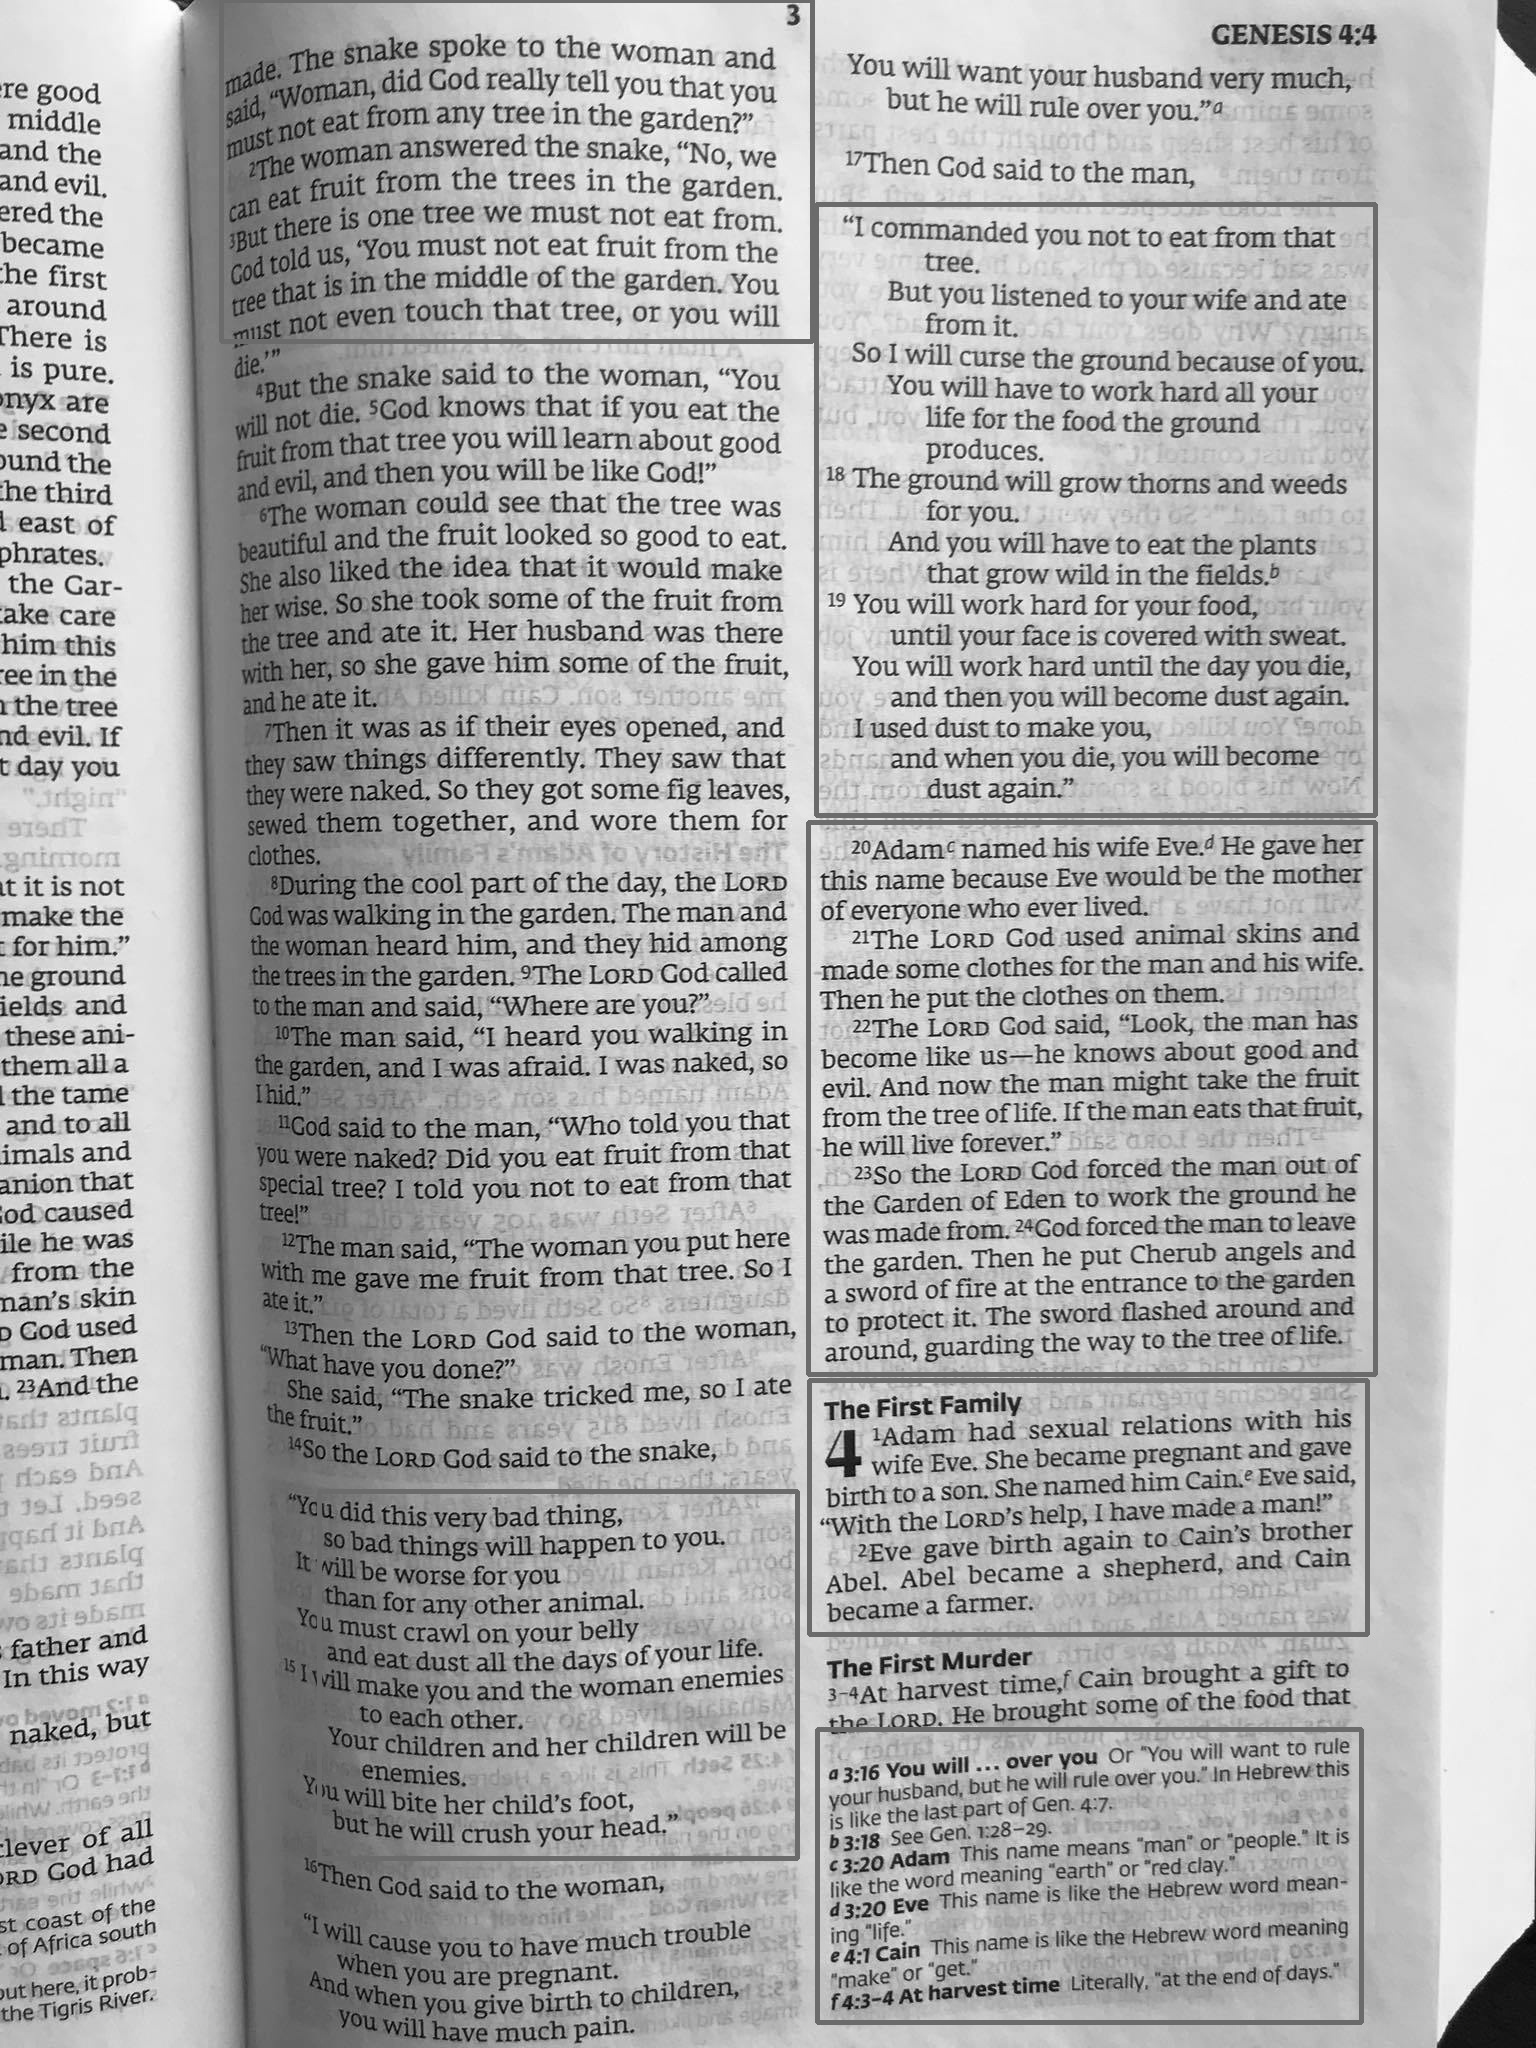 re good
middle
and the
and evil.
ered the
became
the first
around
There is
is pure.
onyx are
e second
ound the
the third
d east of
phrates.
the Gar-
take care
him this
ree in the
n the tree
nd evil. If
t day you
at it is not
make the
t for him."
ne ground
ields and
these ani-
them all a
d the tame
and to all
imals and
anion that
God caused
ile he was
from the
man's skin
D God used
man. Then
. 23And the
father and
In this way
naked, but
clever of all
ORD God had
st coast of the
of Africa south
out here, it prob-
the Tigris River.
3
made. The snake spoke to the woman and
said, "Woman, did God really tell you that you
must not eat from any tree in the garden?"
2The woman answered the snake, "No, we
can eat fruit from the trees in the garden.
3But there is one tree we must not eat from.
God told us, 'You must not eat fruit from the
tree that is in the middle of the garden. You
must not even touch that tree, or you will
die.'"
4But the snake said to the woman, "You
will not die. 5God knows that if you eat the
fruit from that tree you will learn about good
and evil, and then you will be like God!"
6The woman could see that the tree was
beautiful and the fruit looked so good to eat.
She also liked the idea that it would make
her wise. So she took some of the fruit from
the tree and ate it. Her husband was there
with her, so she gave him some of the fruit,
and he ate it.
7Then it was as if their eyes opened, and
they saw things differently. They saw that
they were naked. So they got some fig leaves,
sewed them together, and wore them for
clothes.
8During the cool part of the day, the LORD
God was walking in the garden. The man and
the woman heard him, and they hid among
the trees in the garden. 9The LORD God called
to the man and said, "Where are you?"
10The man said, "I heard you walking in
the garden, and I was afraid. I was naked, so
I hid."
11God said to the man, "Who told you that
you were naked? Did you eat fruit from that
special tree? I told you not to eat from that
tree!"
12The man said, "The woman you put here
with me gave me fruit from that tree. So I
ate it."
13Then the LORD God said to the woman,
"What have you done?"
She said, "The snake tricked me, so I ate
the fruit."
14So the LORD God said to the snake,
"You did this very bad thing,
so bad things will happen to you.
It will be worse for you
than for any other animal.
You must crawl on your belly
and eat dust all the days of your life.
15 I will make you and the woman enemies
to each other.
Your children and her children will be
enemies.
You will bite her child's foot,
but he will crush your head."
16Then God said to the woman,
"I will cause you to have much trouble
when you are pregnant.
And when you give birth to children,
you will have much pain.
GENESIS 4:4
You will want your husband very much,
but he will rule over you."a
17Then God said to the man,
"I commanded you not to eat from that
tree.
But you listened to your wife and ate
from it.
So I will curse the ground because of you.
You will have to work hard all your
life for the food the ground
produces.
18 The ground will grow thorns and weeds
for you.
And you will have to eat the plants
that grow wild in the fields.b
19 You will work hard for your food,
until your face is covered with sweat.
You will work hard until the day you die,
and then you will become dust again.
I used dust to make you,
and when you die, you will become
dust again."
20Adamc named his wife Eve.d He gave her
this name because Eve would be the mother
of everyone who ever lived.
21The LORD God used animal skins and
made some clothes for the man and his wife.
Then he put the clothes on them.
22The LORD God said, "Look, the man has
become like us—he knows about good and
evil. And now the man might take the fruit
from the tree of life. If the man eats that fruit,
he will live forever."
23So the LORD God forced the man out of
the Garden of Eden to work the ground he
was made from. 24God forced the man to leave
the garden. Then he put Cherub angels and
a sword of fire at the entrance to the garden
to protect it. The sword flashed around and
around, guarding the way to the tree of life.
The First Family
4 1Adam had sexual relations with his
wife Eve. She became pregnant and gave
birth to a son. She named him Cain.e Eve said,
"With the LORD's help, I have made a man!"
2Eve gave birth again to Cain's brother
Abel. Abel became a shepherd, and Cain
became a farmer.
The First Murder
3-4At harvest time,f Cain brought a gift to
the LORD. He brought some of the food that
a 3:16 You will ... over you Or "You will want to rule
your husband, but he will rule over you." In Hebrew this
is like the last part of Gen. 4:7.
b 3:18 See Gen. 1:28–29.
c 3:20 Adam This name means "man" or "people." It is
like the word meaning "earth" or "red clay."
d 3:20 Eve This name is like the Hebrew word mean-
ing "life."
e 4:1 Cain This name is like the Hebrew word meaning
"make" or "get."
f 4:3–4 At harvest time Literally, "at the end of days."